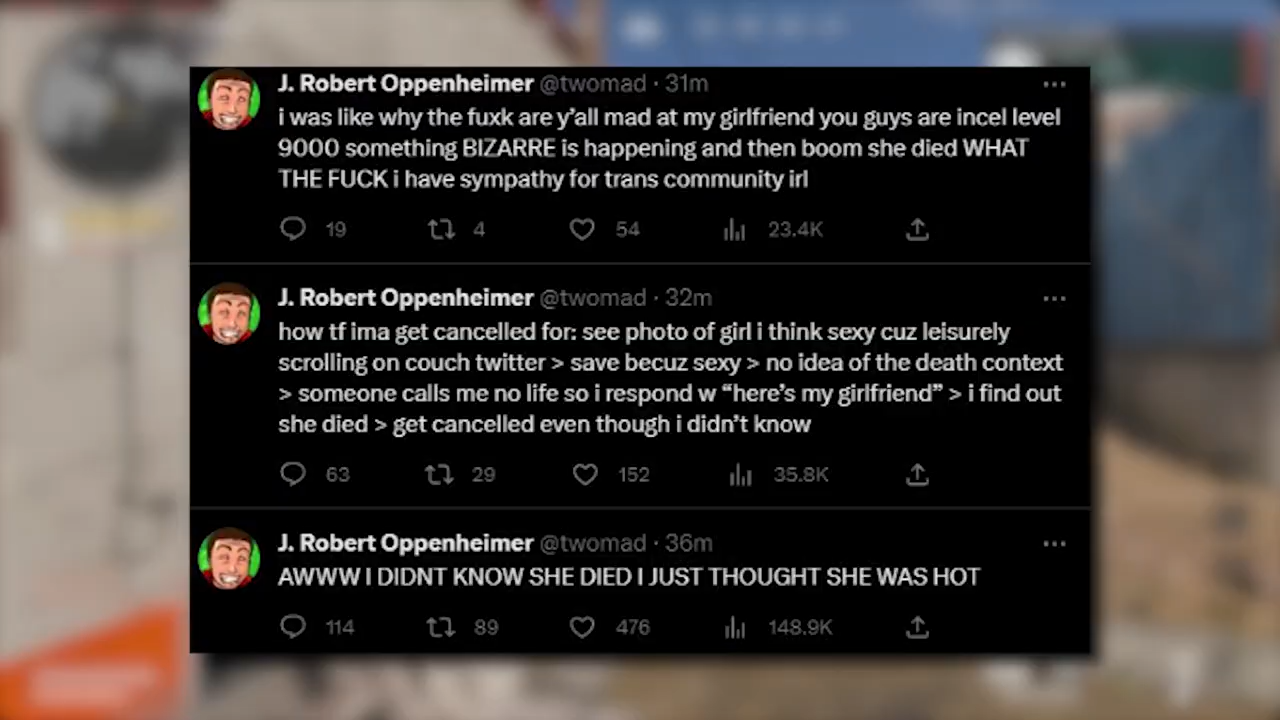 J. Robert Oppenheimer @twomad · 31m
i was like why the fuxk are y’all mad at my girlfriend you guys are incel level
9000 something BIZARRE is happening and then boom she died WHAT
THE FUCK i have sympathy for trans community irl
19 4 54 23.4K
J. Robert Oppenheimer @twomad · 32m
how tf ima get cancelled for: see photo of girl i think sexy cuz leisurely
scrolling on couch twitter > save becuz sexy > no idea of the death context
> someone calls me no life so i respond w “here’s my girlfriend” > i find out
she died > get cancelled even though i didn’t know
63 29 152 35.8K
J. Robert Oppenheimer @twomad · 36m
AWWW I DIDNT KNOW SHE DIED I JUST THOUGHT SHE WAS HOT
114 89 476 148.9K